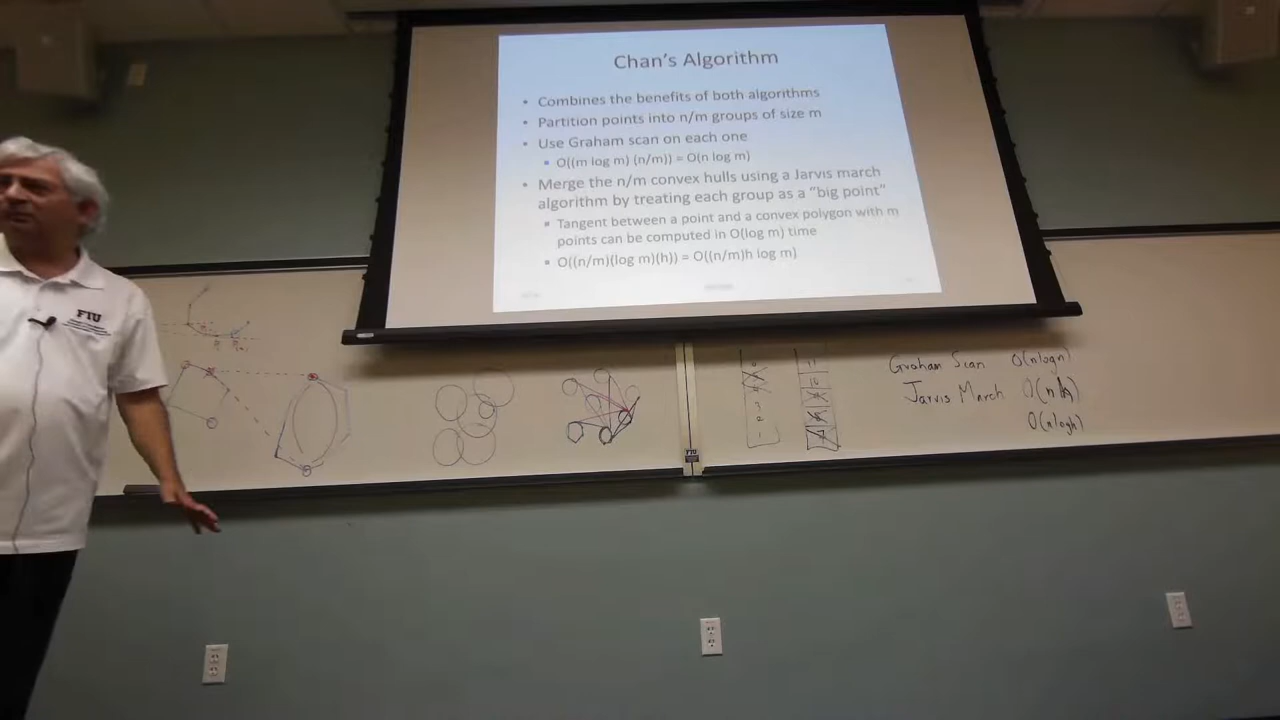 Chan's Algorithm
• Combines the benefits of both algorithms
• Partition points into n/m groups of size m
• Use Graham scan on each one
▪ O((m log m) (n/m)) = O(n log m)
• Merge the n/m convex hulls using a Jarvis march
algorithm by treating each group as a "big point"
▪ Tangent between a point and a convex polygon with m
points can be computed in O(log m) time
▪ O((n/m)(log m)(h)) = O((n/m)h log m)
FIU
Graham Scan O(nlogn)
Jarvis March O(nh)
O(nlogh)
FIU